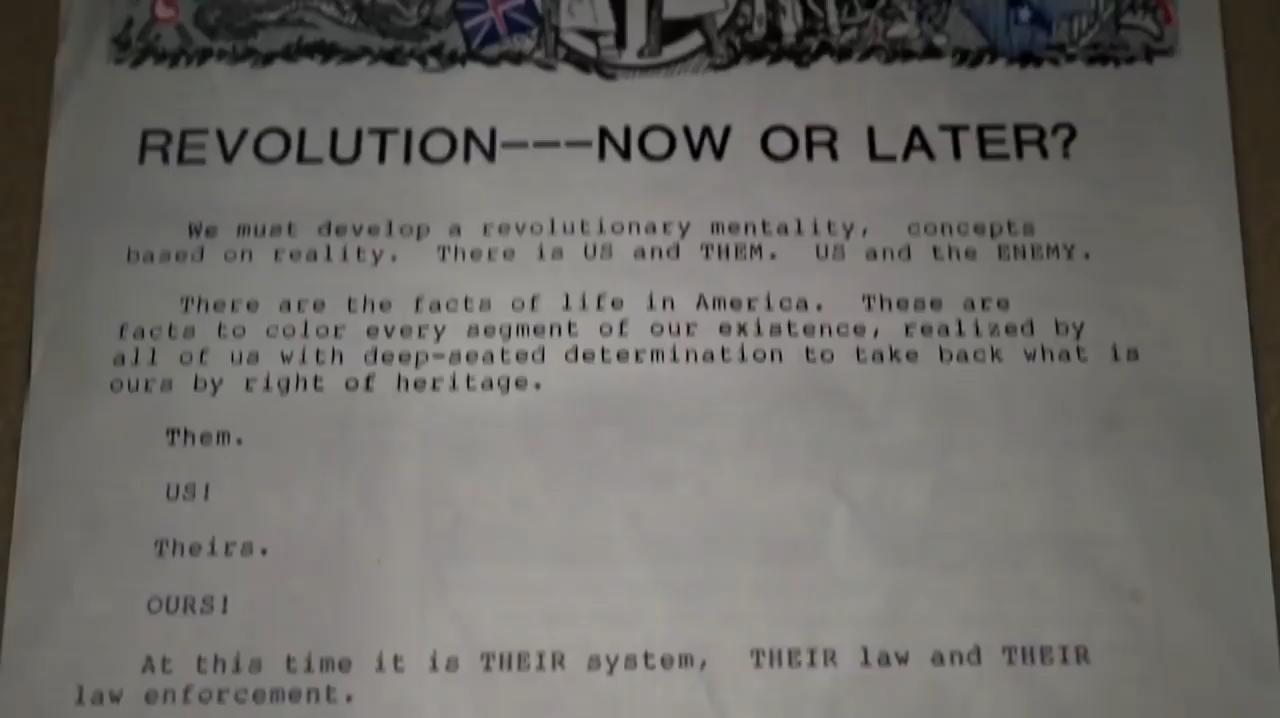 REVOLUTION---NOW OR LATER?
We must develop a revolutionary mentality, concepts
based on reality. There is US and THEM. US and the ENEMY.
There are the facts of life in America. These are
facts to color every segment of our existence, realized by
all of us with deep-seated determination to take back what is
ours by right of heritage.
Them.
US!
Theirs.
OURS!
At this time it is THEIR system, THEIR law and THEIR
law enforcement.